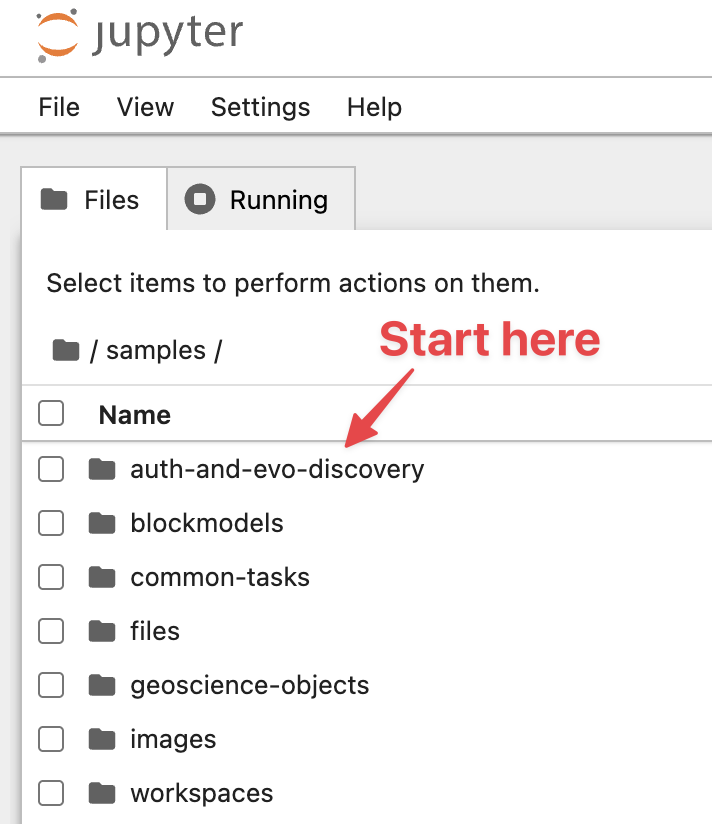 jupyter
File View Settings Help
Files Running
Select items to perform actions on them.
/ samples /
Start here
Name
auth-and-evo-discovery
blockmodels
common-tasks
files
geoscience-objects
images
workspaces